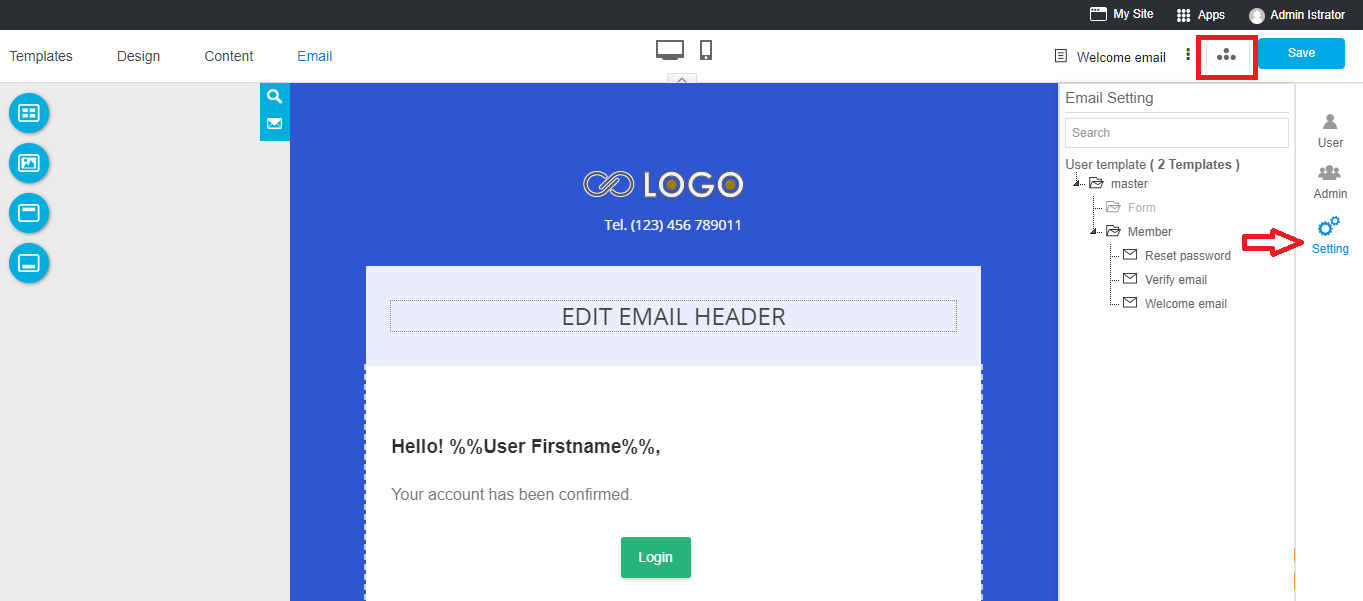 My Site Apps Admin Istrator
Templates Design Content Email Welcome email Save
Email Setting
Search
User template ( 2 Templates )
master
Form
Member
Reset password
Verify email
Welcome email
User
Admin
Setting
LOGO
Tel. (123) 456 789011
EDIT EMAIL HEADER
Hello! %%User Firstname%%,
Your account has been confirmed.
Login